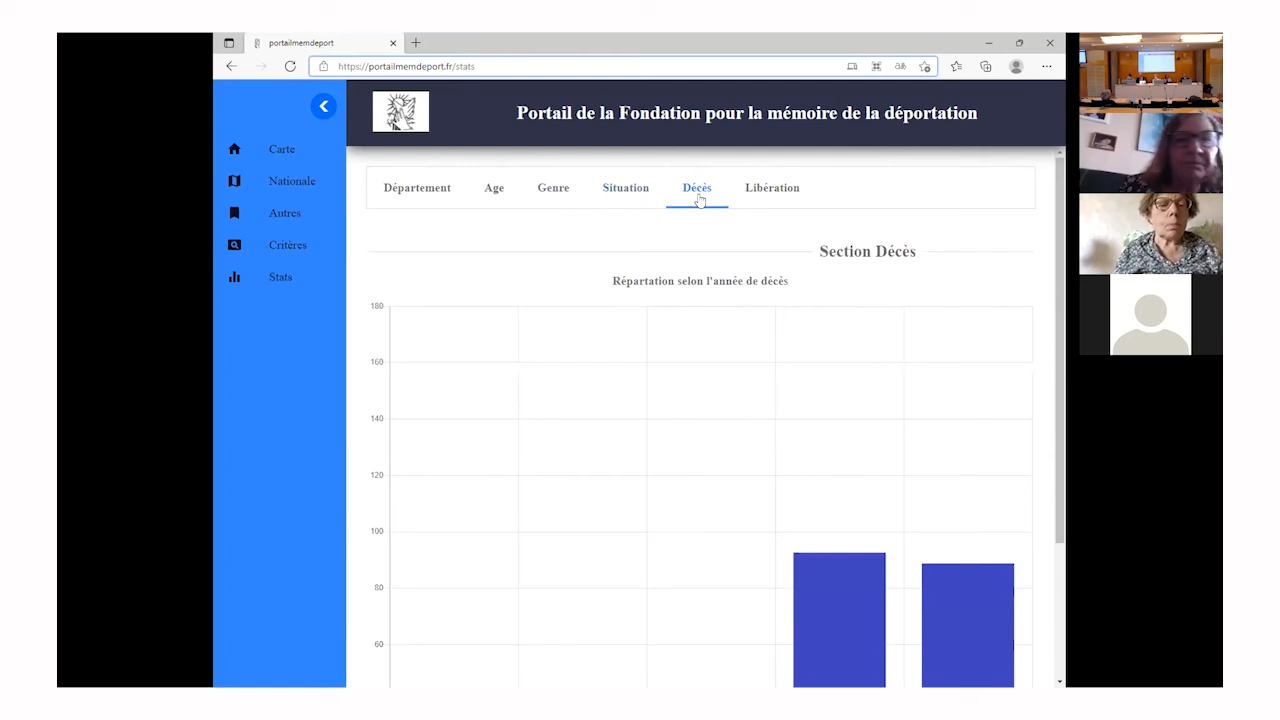 portailmemdeport
https://portailmemdeport.fr/stats
Portail de la Fondation pour la mémoire de la déportation
Carte
Nationale
Autres
Critères
Stats
Département Age Genre Situation Décès Libération
Section Décès
Répartation selon l'année de décès
180
160
140
120
100
80
60